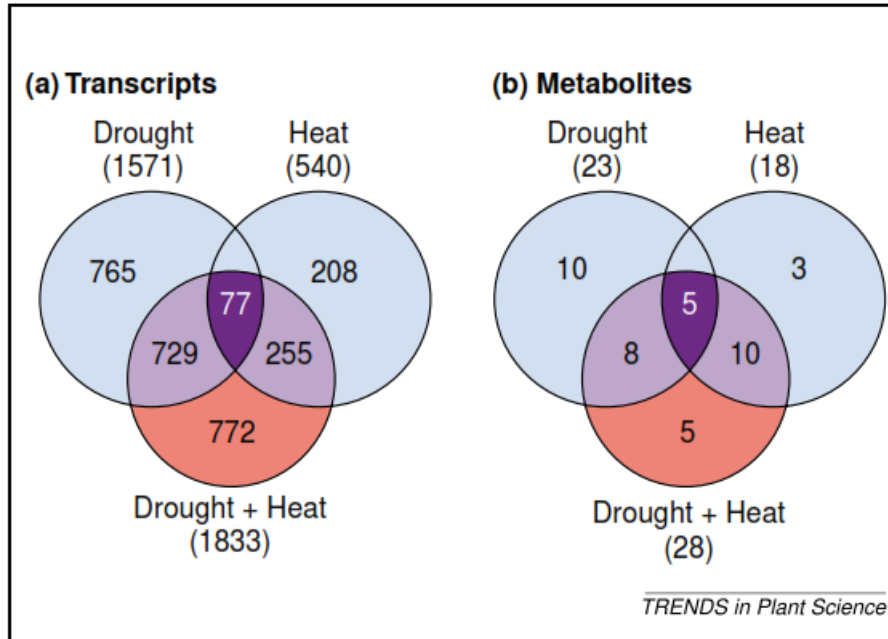 (a) Transcripts
Drought
(1571)
Heat
(540)
765
208
77
729
255
772
Drought + Heat
(1833)
(b) Metabolites
Drought
(23)
Heat
(18)
10
3
5
8
10
5
Drought + Heat
(28)
TRENDS in Plant Science